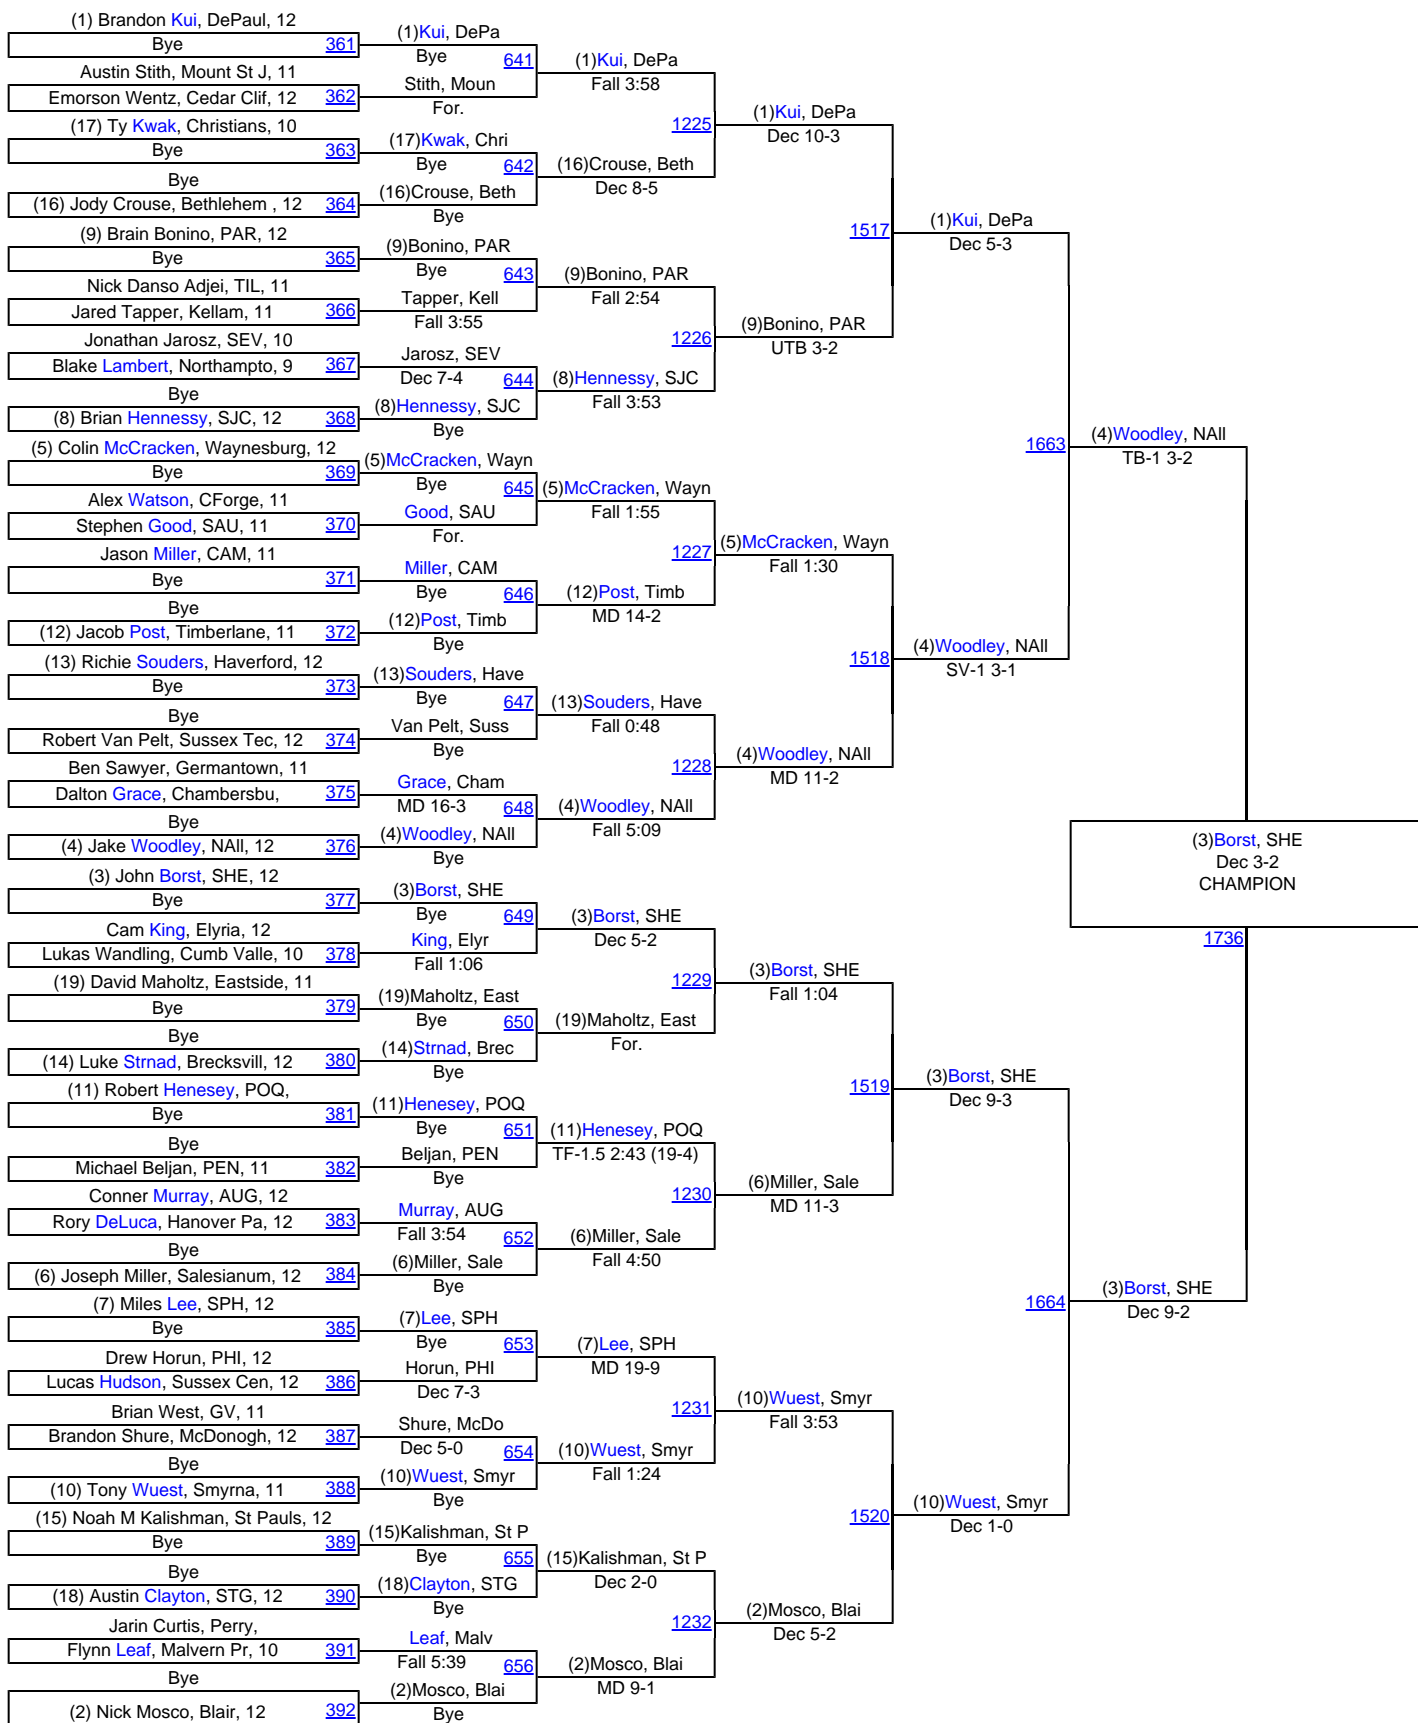 (1) Brandon Kui, DePaul, 12
Bye 361
Austin Stith, Mount St J, 11
Emorson Wentz, Cedar Clif, 12 362
(17) Ty Kwak, Christians, 10
Bye 363
Bye
(16) Jody Crouse, Bethlehem , 12 364
(9) Brain Bonino, PAR, 12
Bye 365
Nick Danso Adjei, TIL, 11
Jared Tapper, Kellam, 11 366
Jonathan Jarosz, SEV, 10
Blake Lambert, Northampto, 9 367
Bye
(8) Brian Hennessy, SJC, 12 368
(5) Colin McCracken, Waynesburg, 12
Bye 369
Alex Watson, CForge, 11
Stephen Good, SAU, 11 370
Jason Miller, CAM, 11
Bye 371
Bye
(12) Jacob Post, Timberlane, 11 372
(13) Richie Souders, Haverford, 12
Bye 373
Bye
Robert Van Pelt, Sussex Tec, 12 374
Ben Sawyer, Germantown, 11
Dalton Grace, Chambersbu, 375
Bye
(4) Jake Woodley, NAll, 12 376
(3) John Borst, SHE, 12
Bye 377
Cam King, Elyria, 12
Lukas Wandling, Cumb Valle, 10 378
(19) David Maholtz, Eastside, 11
Bye 379
Bye
(14) Luke Strnad, Brecksvill, 12 380
(11) Robert Henesey, POQ,
Bye 381
Bye
Michael Beljan, PEN, 11 382
Conner Murray, AUG, 12
Rory DeLuca, Hanover Pa, 12 383
Bye
(6) Joseph Miller, Salesianum, 12 384
(7) Miles Lee, SPH, 12
Bye 385
Drew Horun, PHI, 12
Lucas Hudson, Sussex Cen, 12 386
Brian West, GV, 11
Brandon Shure, McDonogh, 12 387
Bye
(10) Tony Wuest, Smyrna, 11 388
(15) Noah M Kalishman, St Pauls, 12
Bye 389
Bye
(18) Austin Clayton, STG, 12 390
Jarin Curtis, Perry,
Flynn Leaf, Malvern Pr, 10 391
Bye
(2) Nick Mosco, Blair, 12 392
(1)Kui, DePa
Bye 641
Stith, Moun
For.
(17)Kwak, Chri
Bye 642
(16)Crouse, Beth
Bye
(9)Bonino, PAR
Bye 643
Tapper, Kell
Fall 3:55
Jarosz, SEV
Dec 7-4 644
(8)Hennessy, SJC
Bye
(5)McCracken, Wayn
Bye 645
Good, SAU
For.
Miller, CAM
Bye 646
(12)Post, Timb
Bye
(13)Souders, Have
Bye 647
Van Pelt, Suss
Bye
Grace, Cham
MD 16-3 648
(4)Woodley, NAll
Bye
(3)Borst, SHE
Bye 649
King, Elyr
Fall 1:06
(19)Maholtz, East
Bye 650
(14)Strnad, Brec
Bye
(11)Henesey, POQ
Bye 651
Beljan, PEN
Bye
Murray, AUG
Fall 3:54 652
(6)Miller, Sale
Bye
(7)Lee, SPH
Bye 653
Horun, PHI
Dec 7-3
Shure, McDo
Dec 5-0 654
(10)Wuest, Smyr
Bye
(15)Kalishman, St P
Bye 655
(18)Clayton, STG
Bye
Leaf, Malv
Fall 5:39 656
(2)Mosco, Blai
Bye
(1)Kui, DePa
Fall 3:58
1225
(16)Crouse, Beth
Dec 8-5
(9)Bonino, PAR
Fall 2:54
1226
(8)Hennessy, SJC
Fall 3:53
(5)McCracken, Wayn
Fall 1:55
1227
(12)Post, Timb
MD 14-2
(13)Souders, Have
Fall 0:48
1228
(4)Woodley, NAll
Fall 5:09
(3)Borst, SHE
Dec 5-2
1229
(19)Maholtz, East
For.
(11)Henesey, POQ
TF-1.5 2:43 (19-4)
1230
(6)Miller, Sale
Fall 4:50
(7)Lee, SPH
MD 19-9
1231
(10)Wuest, Smyr
Fall 1:24
(15)Kalishman, St P
Dec 2-0
1232
(2)Mosco, Blai
MD 9-1
(1)Kui, DePa
Dec 10-3
1517
(9)Bonino, PAR
UTB 3-2
(5)McCracken, Wayn
Fall 1:30
1518
(4)Woodley, NAll
MD 11-2
(3)Borst, SHE
Fall 1:04
1519
(6)Miller, Sale
MD 11-3
(10)Wuest, Smyr
Fall 3:53
1520
(2)Mosco, Blai
Dec 5-2
(1)Kui, DePa
Dec 5-3
1663
(4)Woodley, NAll
SV-1 3-1
(3)Borst, SHE
Dec 9-3
1664
(10)Wuest, Smyr
Dec 1-0
(4)Woodley, NAll
TB-1 3-2
(3)Borst, SHE
Dec 3-2
CHAMPION
1736
(3)Borst, SHE
Dec 9-2